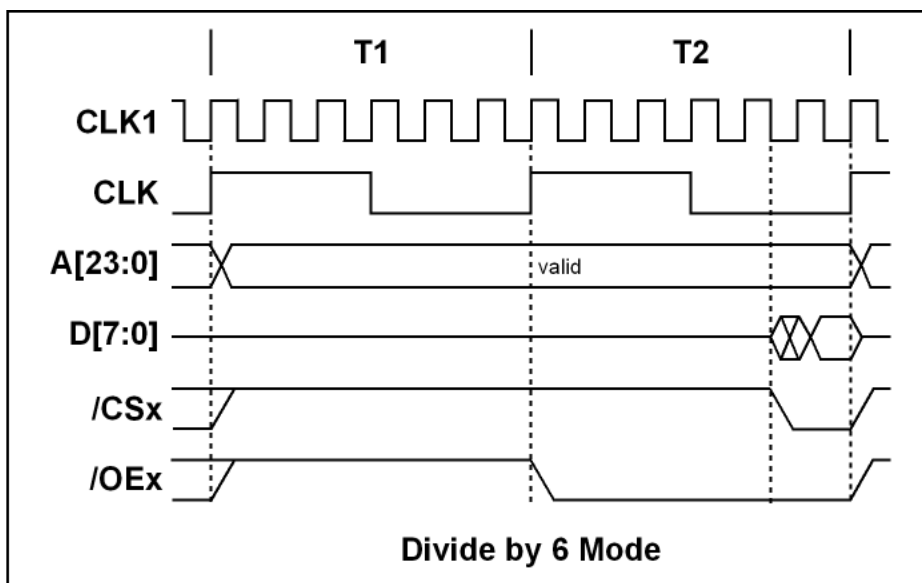 T1 T2
CLK1
CLK
A[23:0] valid
D[7:0]
/CSx
/OEx
Divide by 6 Mode